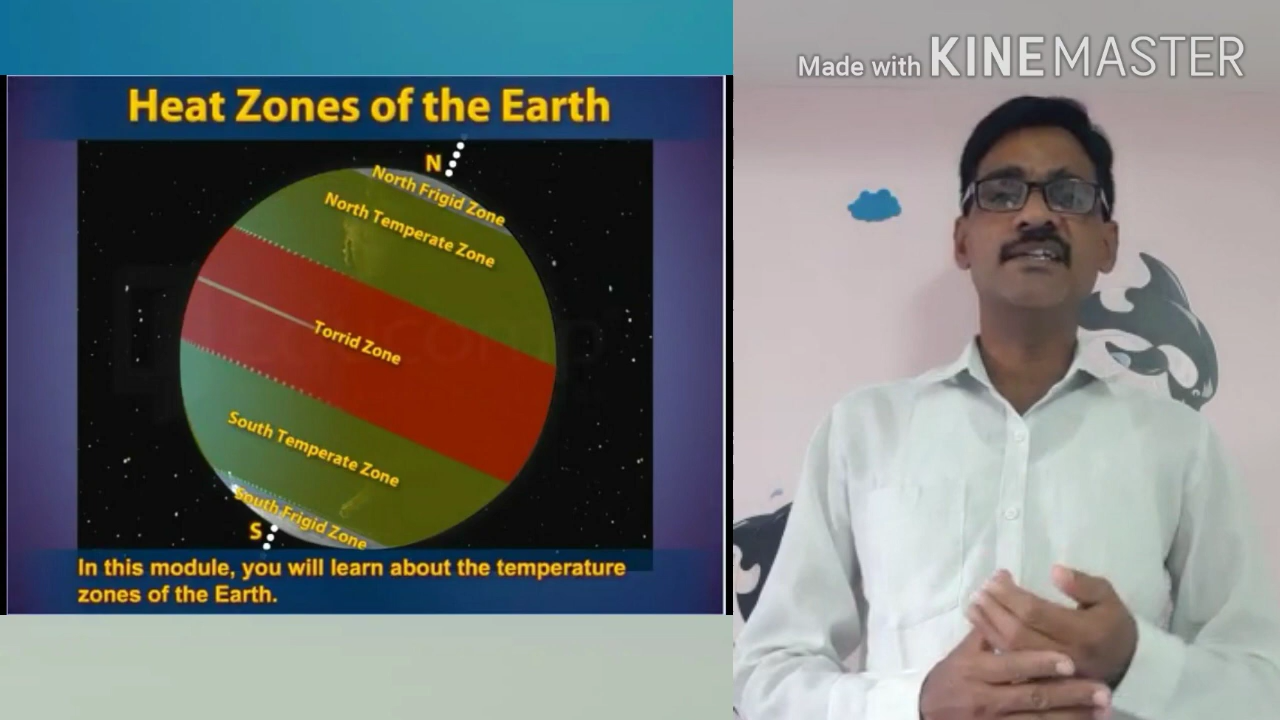 Made with KINEMASTER
Heat Zones of the Earth
N
North Frigid Zone
North Temperate Zone
Torrid Zone
South Temperate Zone
South Frigid Zone
S
In this module, you will learn about the temperature
zones of the Earth.